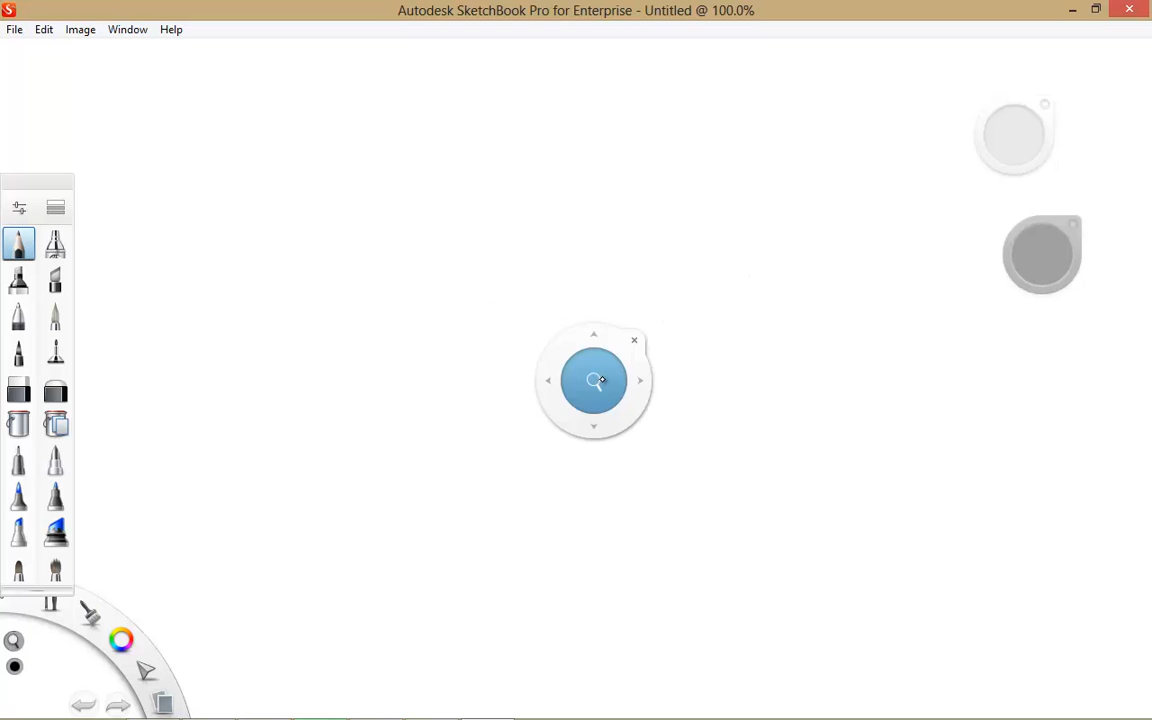 Autodesk SketchBook Pro for Enterprise - Untitled @ 100.0%
File Edit Image Window Help